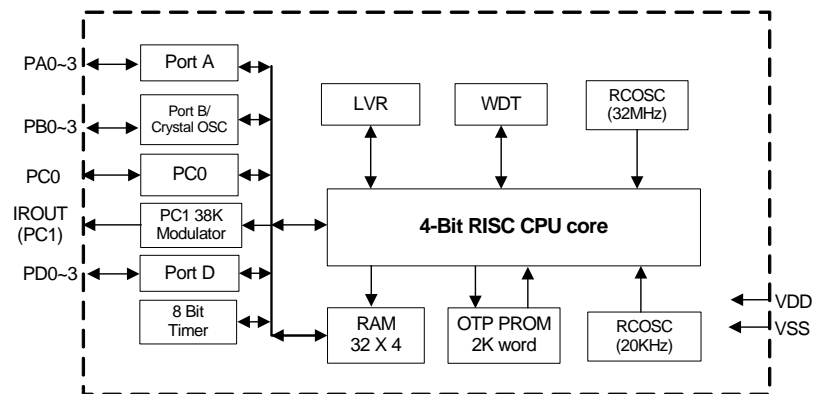 PA0~3
Port A
PB0~3
Port B/
Crystal OSC
PC0
PC0
IROUT
(PC1)
PC1 38K
Modulator
PD0~3
Port D
8 Bit
Timer
LVR
WDT
RCOSC
(32MHz)
4-Bit RISC CPU core
RAM
32 X 4
OTP PROM
2K word
RCOSC
(20KHz)
VDD
VSS